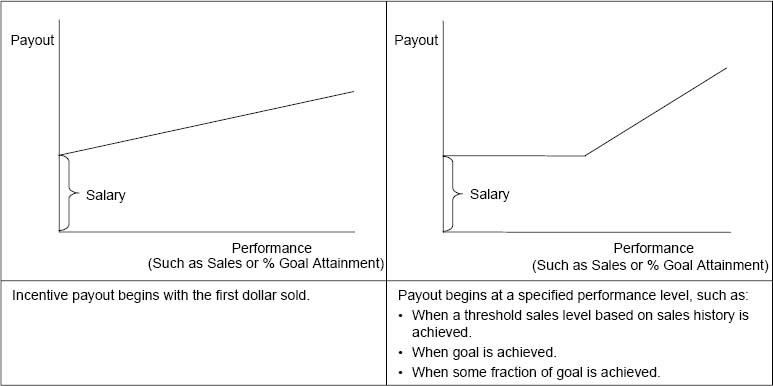 Payout
Salary
Performance
(Such as Sales or % Goal Attainment)
Payout
Salary
Performance
(Such as Sales or % Goal Attainment)
Incentive payout begins with the first dollar sold.
Payout begins at a specified performance level, such as:
• When a threshold sales level based on sales history is
achieved.
• When goal is achieved.
• When some fraction of goal is achieved.